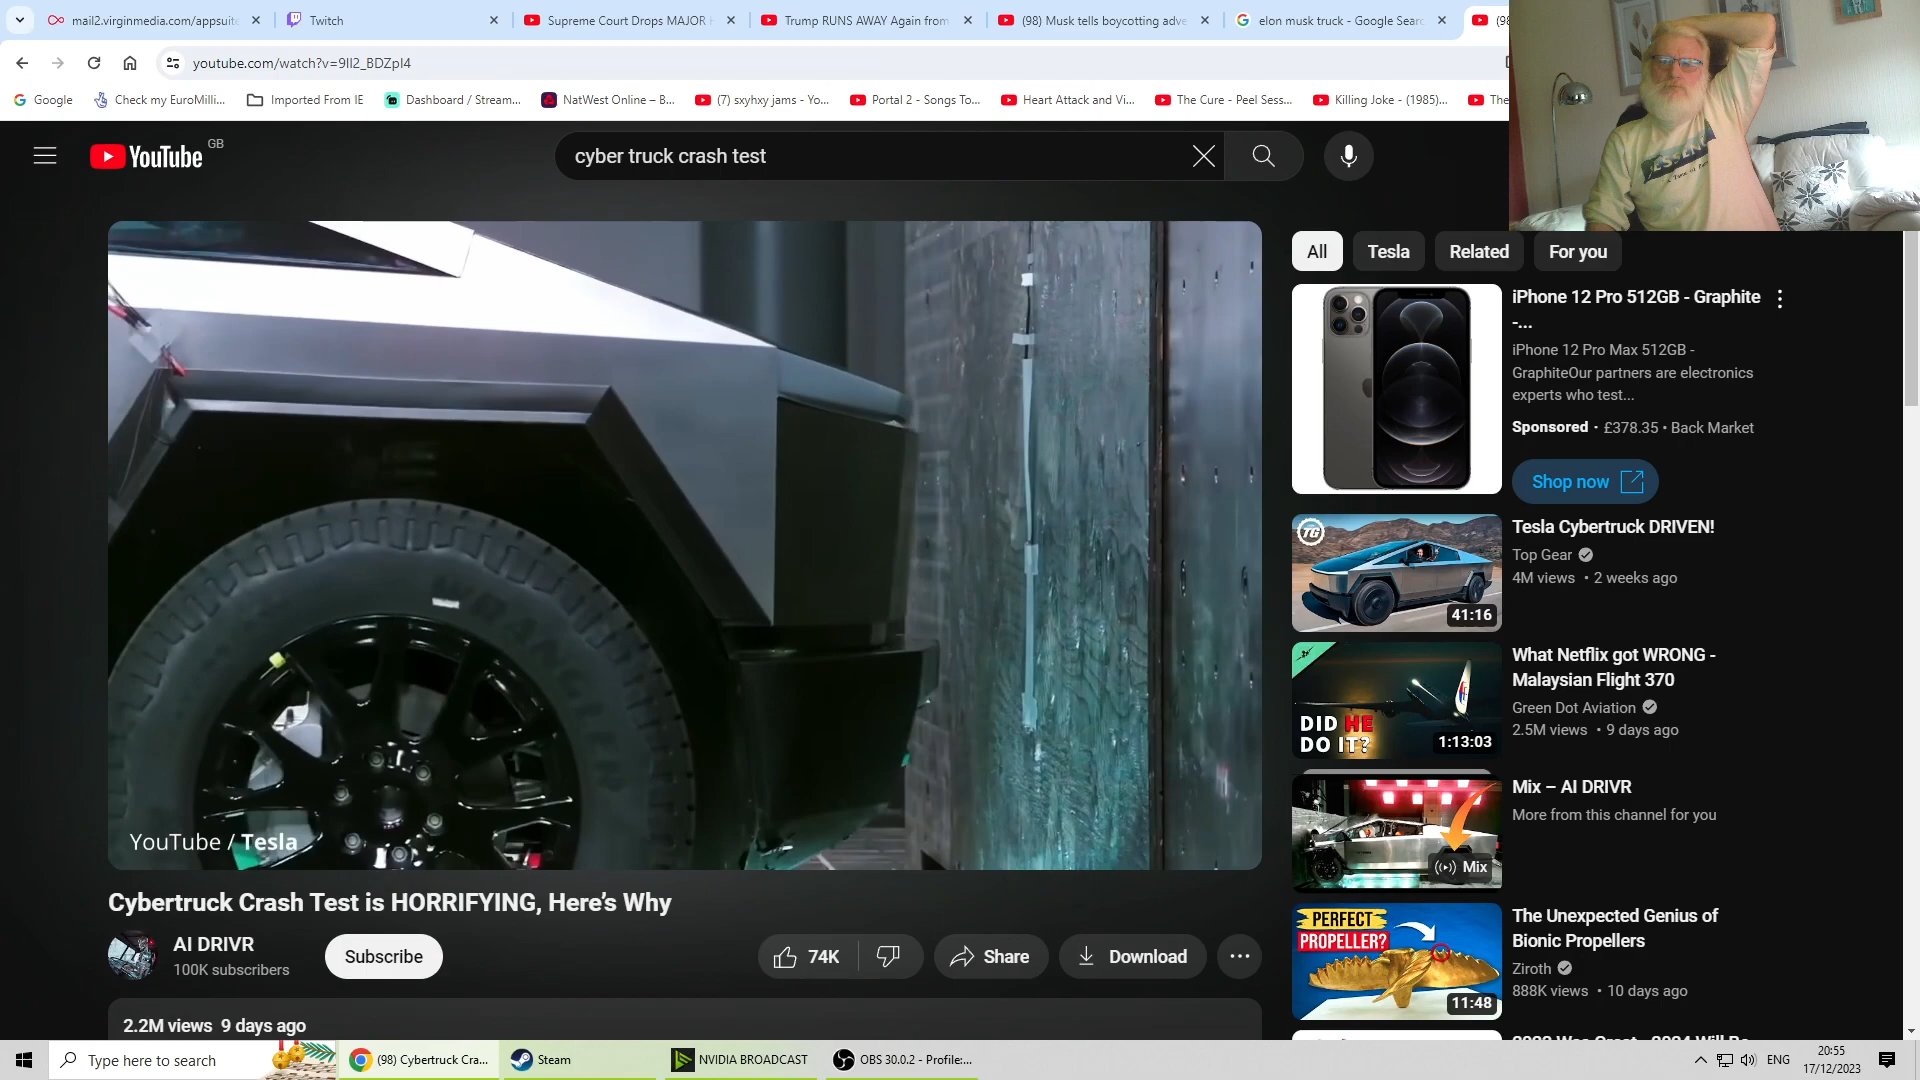 mail2.virginmedia.com/appsuite
Twitch
Supreme Court Drops MAJOR
Trump RUNS AWAY Again from
(98) Musk tells boycotting adve
elon musk truck - Google Searc
youtube.com/watch?v=9Il2_BDZpI4
Google
Check my EuroMilli...
Imported From IE
Dashboard / Stream...
NatWest Online – B...
(7) sxyhxy jams - Yo...
Portal 2 - Songs To...
Heart Attack and Vi...
The Cure - Peel Sess...
Killing Joke - (1985)...
The
YouTube GB
cyber truck crash test
All
Tesla
Related
For you
iPhone 12 Pro 512GB - Graphite
-...
iPhone 12 Pro Max 512GB -
GraphiteOur partners are electronics
experts who test...
Sponsored · £378.35 • Back Market
Shop now
TG
41:16
Tesla Cybertruck DRIVEN!
Top Gear
4M views • 2 weeks ago
DID HE
DO IT?
1:13:03
What Netflix got WRONG -
Malaysian Flight 370
Green Dot Aviation
2.5M views • 9 days ago
Mix
Mix – AI DRIVR
More from this channel for you
PERFECT
PROPELLER?
11:48
The Unexpected Genius of
Bionic Propellers
Ziroth
888K views • 10 days ago
YouTube / Tesla
Cybertruck Crash Test is HORRIFYING, Here's Why
AI DRIVR
100K subscribers
Subscribe
74K
Share
Download
2.2M views 9 days ago
Type here to search
(98) Cybertruck Cra...
Steam
NVIDIA BROADCAST
OBS 30.0.2 - Profile:...
ENG
20:55
17/12/2023